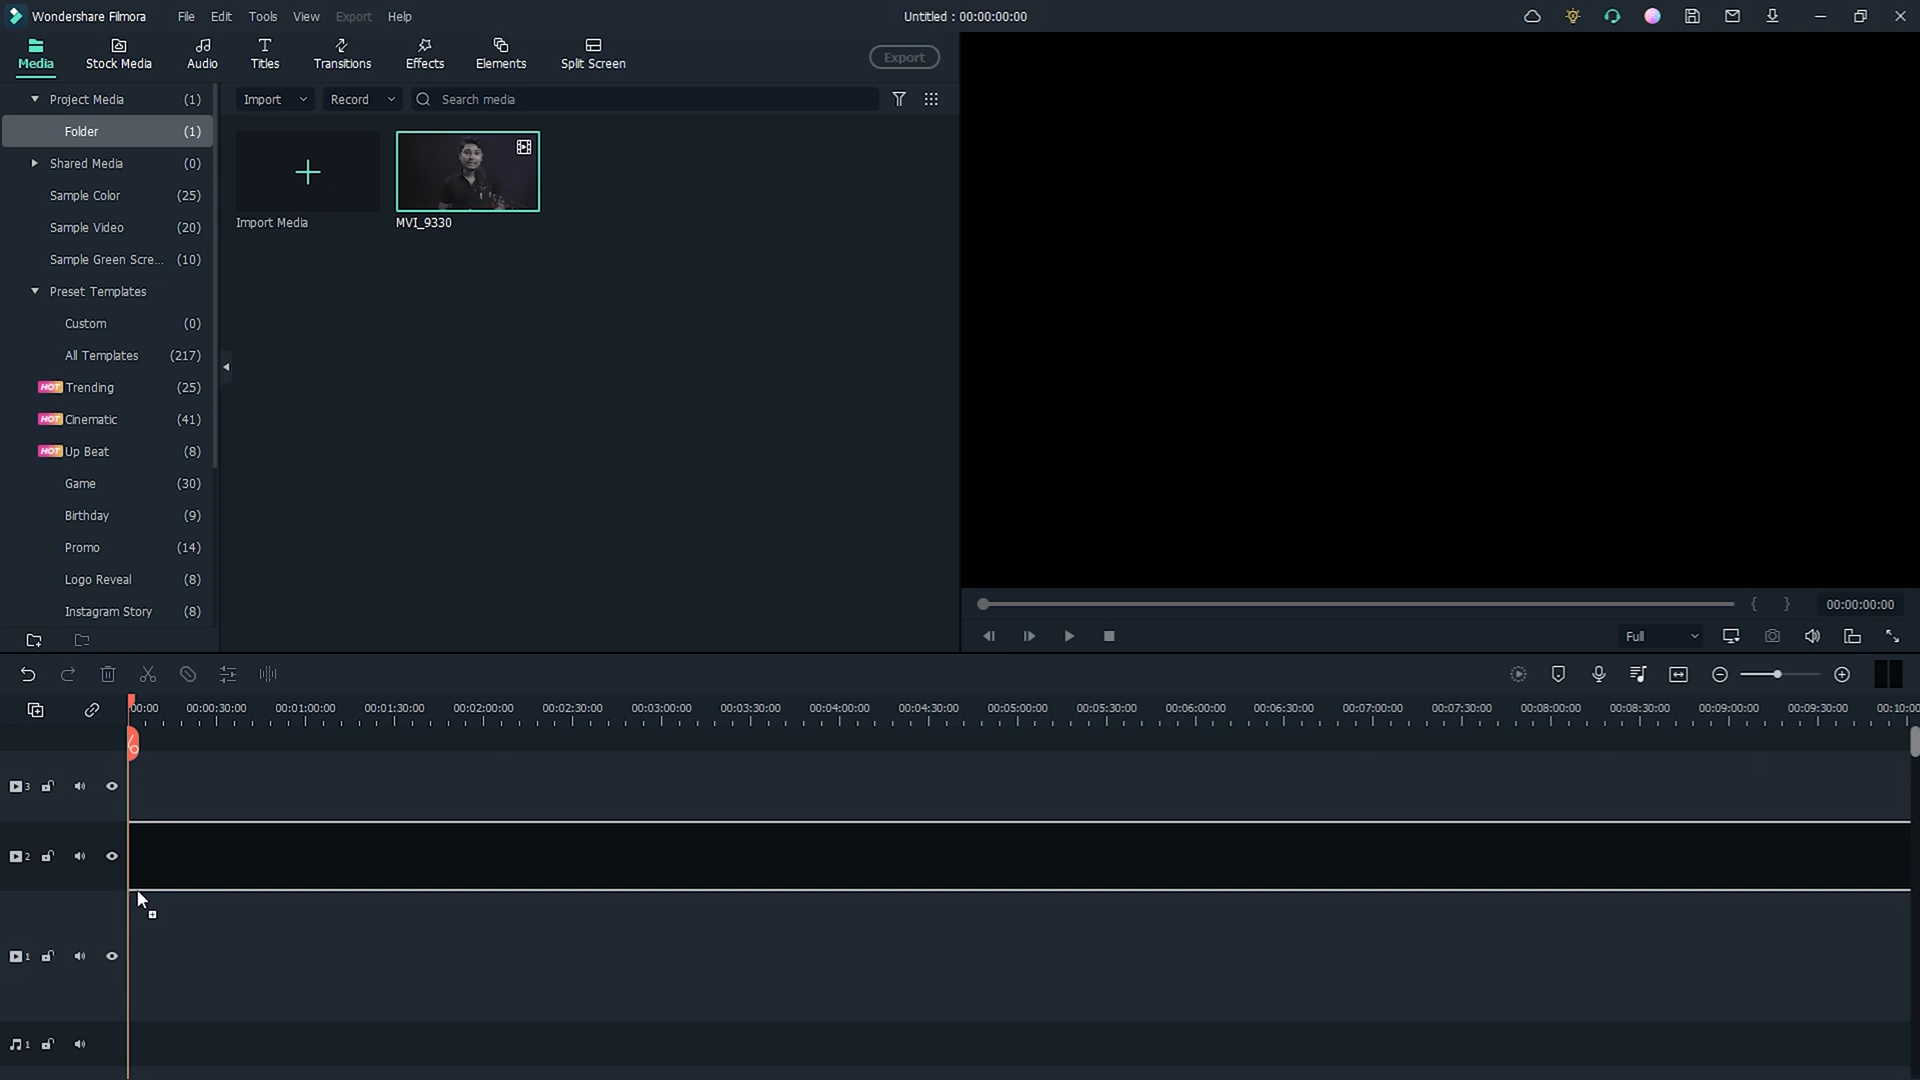 Wondershare Filmora File Edit Tools View Export Help Untitled : 00:00:00:00
Media Stock Media Audio Titles Transitions Effects Elements Split Screen Export
Project Media (1)
Import Record Search media
Folder (1)
Shared Media (0)
Sample Color (25)
Sample Video (20)
Sample Green Scre... (10)
Import Media MVI_9330
Preset Templates
Custom (0)
All Templates (217)
HOT Trending (25)
HOT Cinematic (41)
HOT Up Beat (8)
Game (30)
Birthday (9)
Promo (14)
Logo Reveal (8)
Instagram Story (8)
{ } 00:00:00:00
Full
00:00 00:00:30:00 00:01:00:00 00:01:30:00 00:02:00:00 00:02:30:00 00:03:00:00 00:03:30:00 00:04:00:00 00:04:30:00 00:05:00:00 00:05:30:00 00:06:00:00 00:06:30:00 00:07:00:00 00:07:30:00 00:08:00:00 00:08:30:00 00:09:00:00 00:09:30:00 00:10:00
3
2
1
1